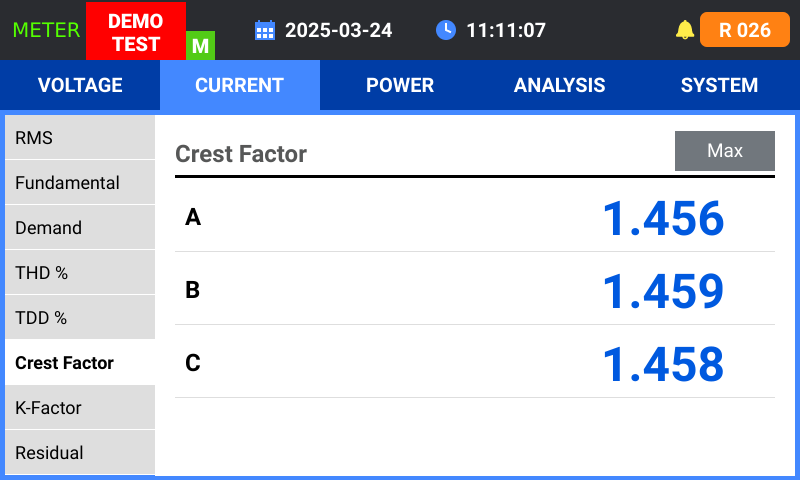 METER DEMO TEST M 2025-03-24 11:11:07 R 026
VOLTAGE CURRENT POWER ANALYSIS SYSTEM
RMS
Fundamental
Demand
THD %
TDD %
Crest Factor
K-Factor
Residual
Crest Factor Max
A 1.456
B 1.459
C 1.458